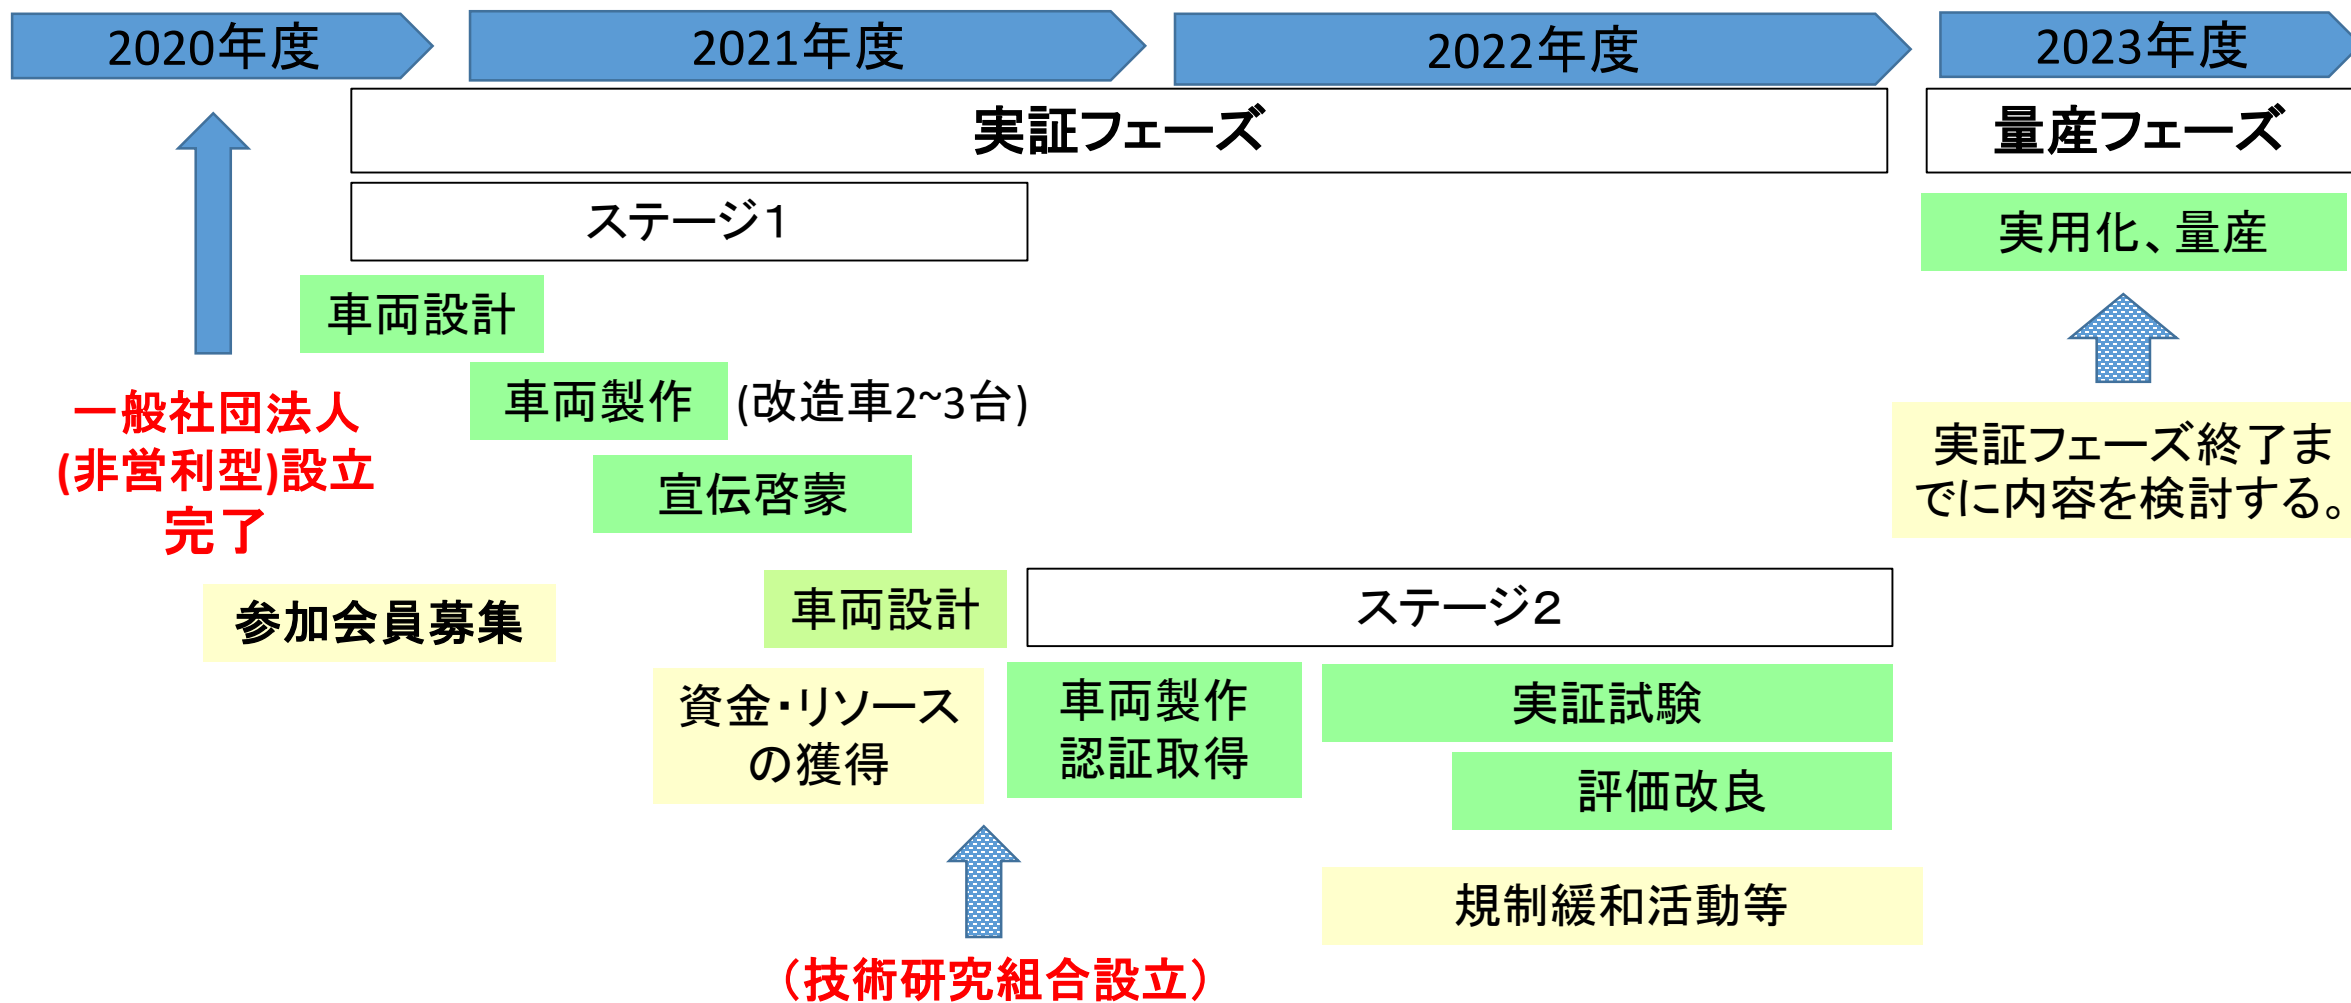 2020年度
2021年度
2022年度
2023年度
実証フェーズ
量産フェーズ
ステージ1
実用化、量産
車両設計
車両製作 (改造車2~3台)
一般社団法人
(非営利型)設立
完了
宣伝啓蒙
実証フェーズ終了ま
でに内容を検討する。
参加会員募集
車両設計
ステージ2
資金・リソース
の獲得
車両製作
認証取得
実証試験
評価改良
規制緩和活動等
(技術研究組合設立)